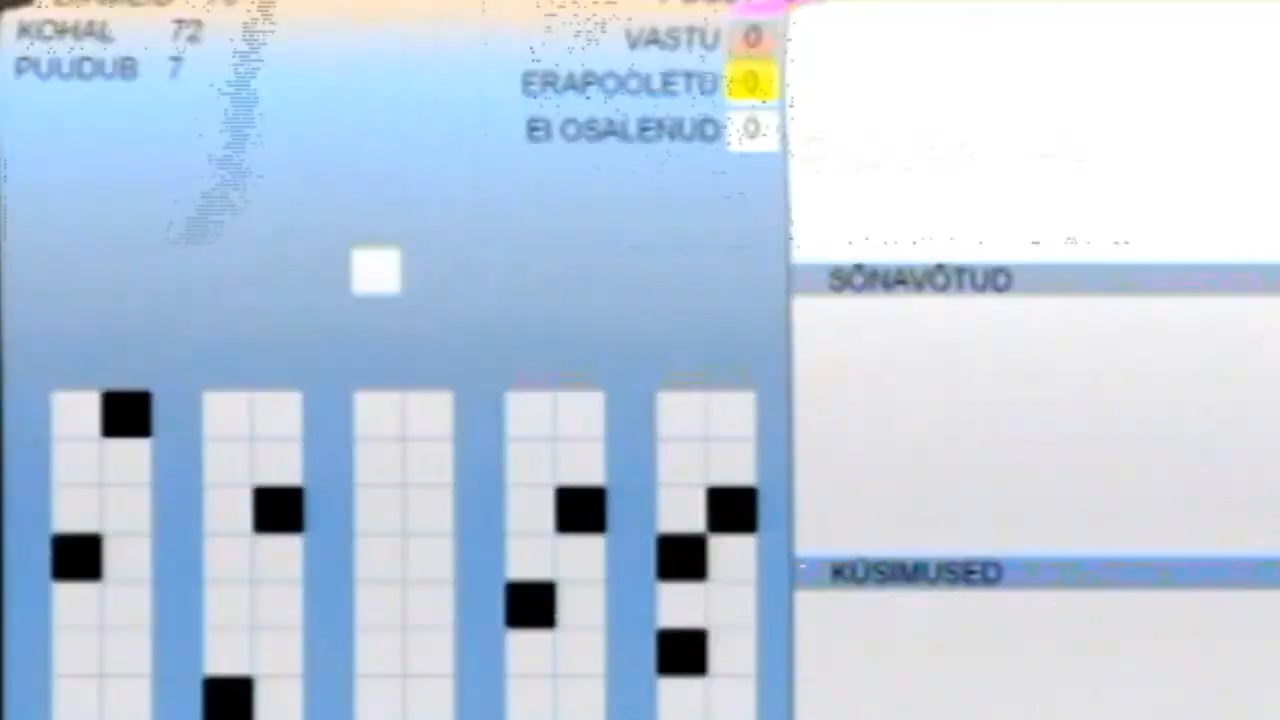 KOHAL 72
PUUDUB 7
VASTU 0
ERAPOOLETU 0
EI OSALENUD 0
SÕNAVÕTUD
KÜSIMUSED